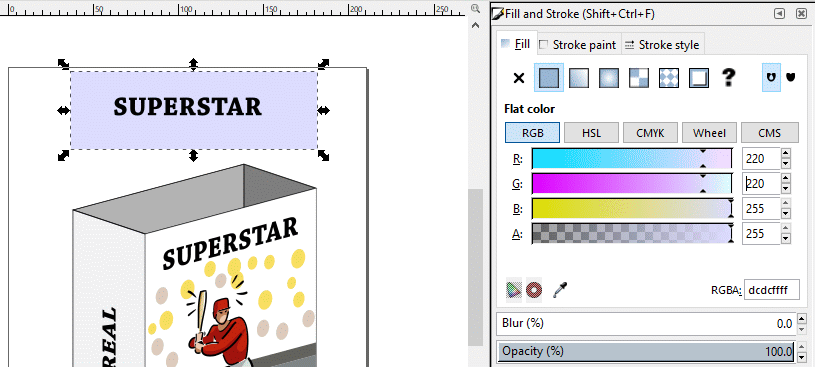 0 50 100 150 200 250
Fill and Stroke (Shift+Ctrl+F)
Fill Stroke paint Stroke style
?
Flat color
RGB HSL CMYK Wheel CMS
R: 220
G: 220
B: 255
A: 255
RGBA: dcdcffff
Blur (%) 0.0
Opacity (%) 100.0
SUPERSTAR
SUPERSTAR
REAL